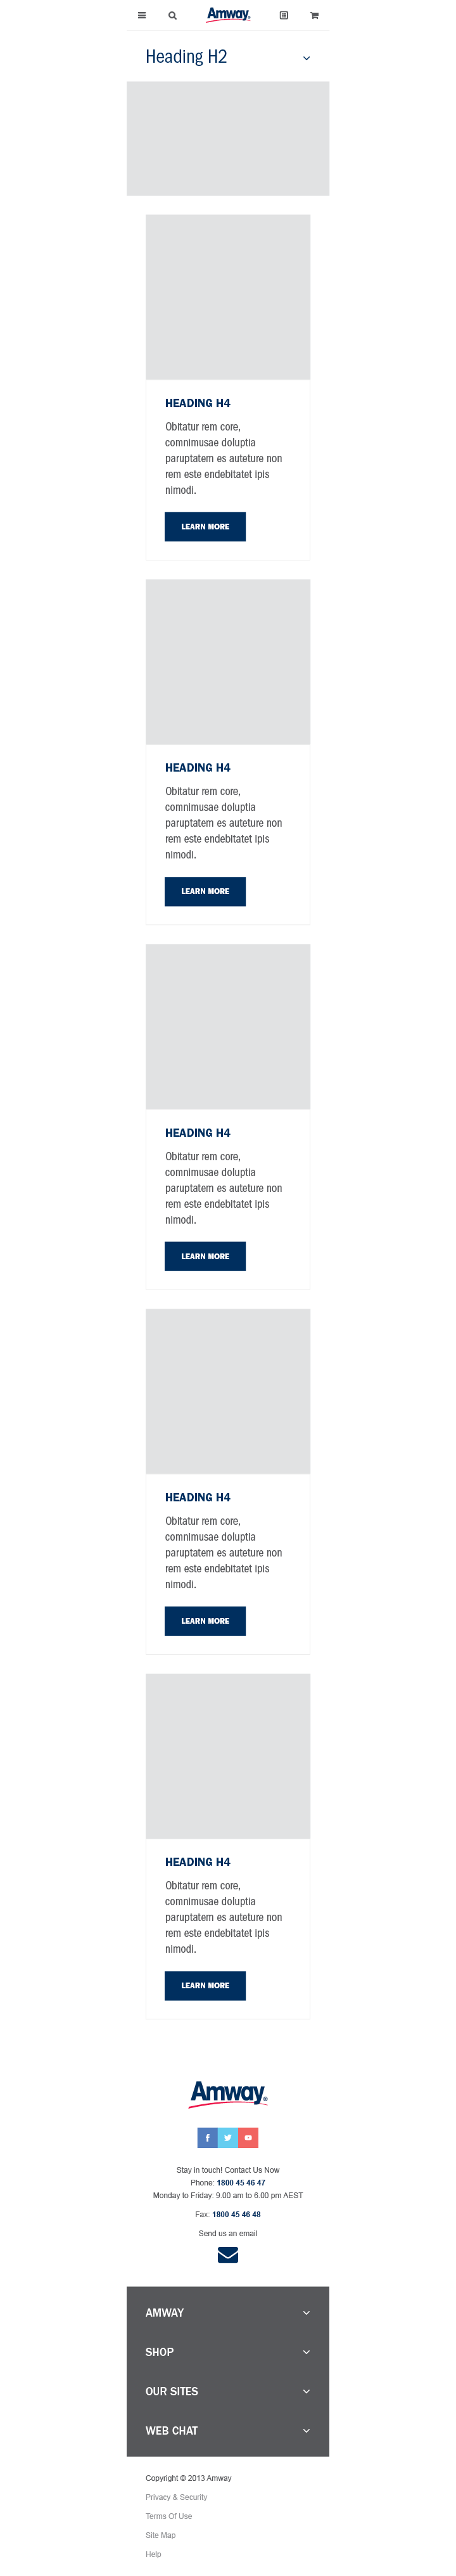 Amway
Heading H2
HEADING H4
Obitatur rem core,
comnimusae doluptia
paruptatem es auteture non
rem este endebitatet ipis
nimodi.
LEARN MORE
HEADING H4
Obitatur rem core,
comnimusae doluptia
paruptatem es auteture non
rem este endebitatet ipis
nimodi.
LEARN MORE
HEADING H4
Obitatur rem core,
comnimusae doluptia
paruptatem es auteture non
rem este endebitatet ipis
nimodi.
LEARN MORE
HEADING H4
Obitatur rem core,
comnimusae doluptia
paruptatem es auteture non
rem este endebitatet ipis
nimodi.
LEARN MORE
HEADING H4
Obitatur rem core,
comnimusae doluptia
paruptatem es auteture non
rem este endebitatet ipis
nimodi.
LEARN MORE
Amway®
Stay in touch! Contact Us Now
Phone: 1800 45 46 47
Monday to Friday: 9.00 am to 6.00 pm AEST
Fax: 1800 45 46 48
Send us an email
AMWAY
SHOP
OUR SITES
WEB CHAT
Copyright © 2013 Amway
Privacy & Security
Terms Of Use
Site Map
Help